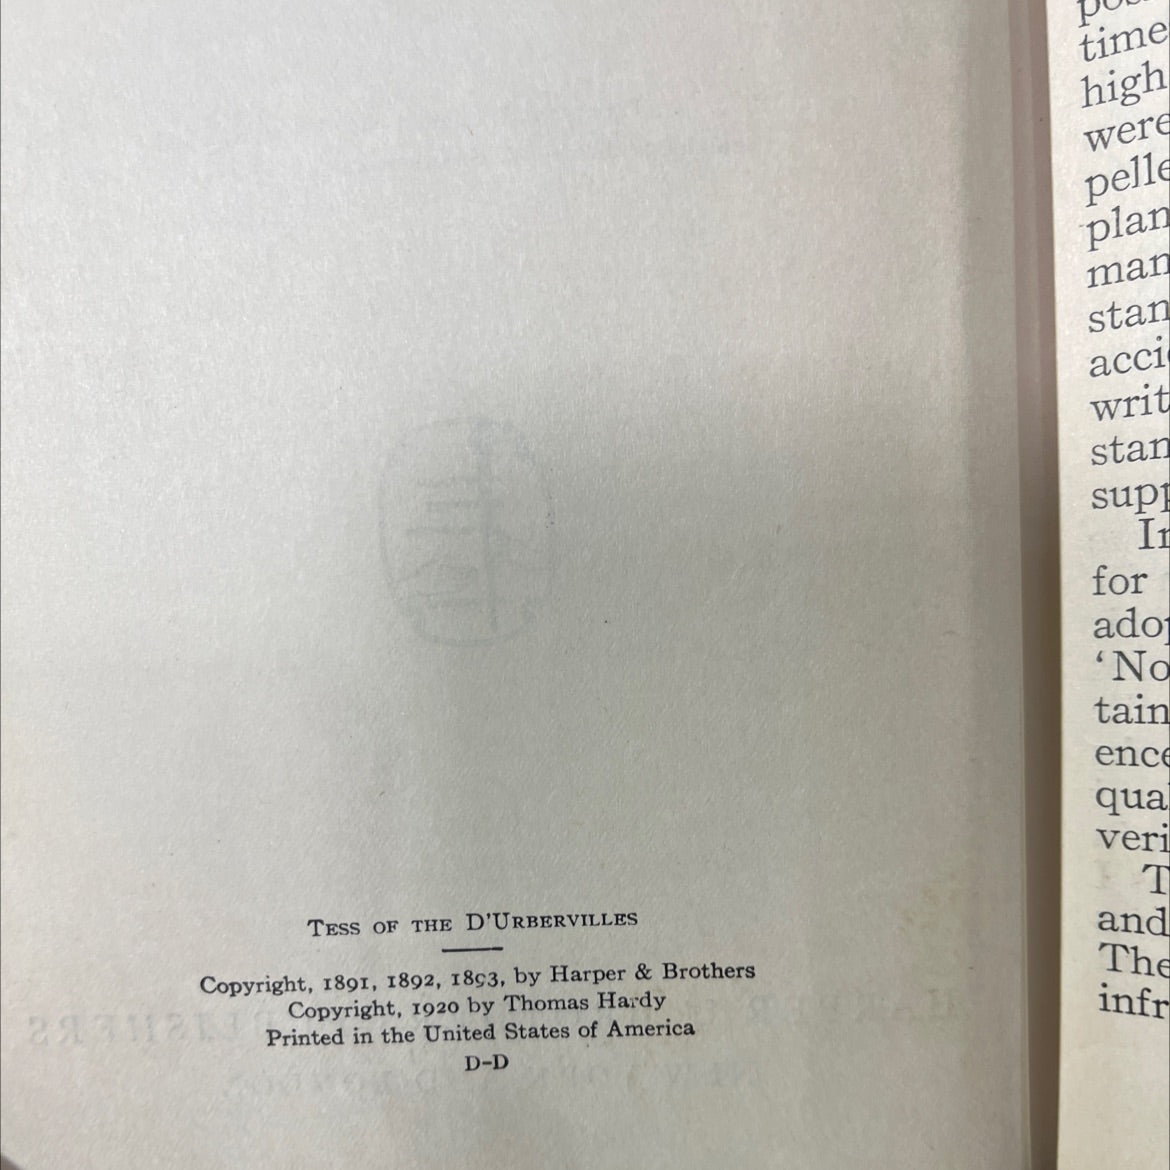 TESS OF THE D'URBERVILLES
Copyright, 1891, 1892, 1893, by Harper & Brothers
Copyright, 1920 by Thomas Hardy
Printed in the United States of America
D-D
time
high
were
pelle
plan
man
stan
acci
writ
stan
supp
In
for
adop
‘No
tain
ence
qua
veri
T
and
The
infr